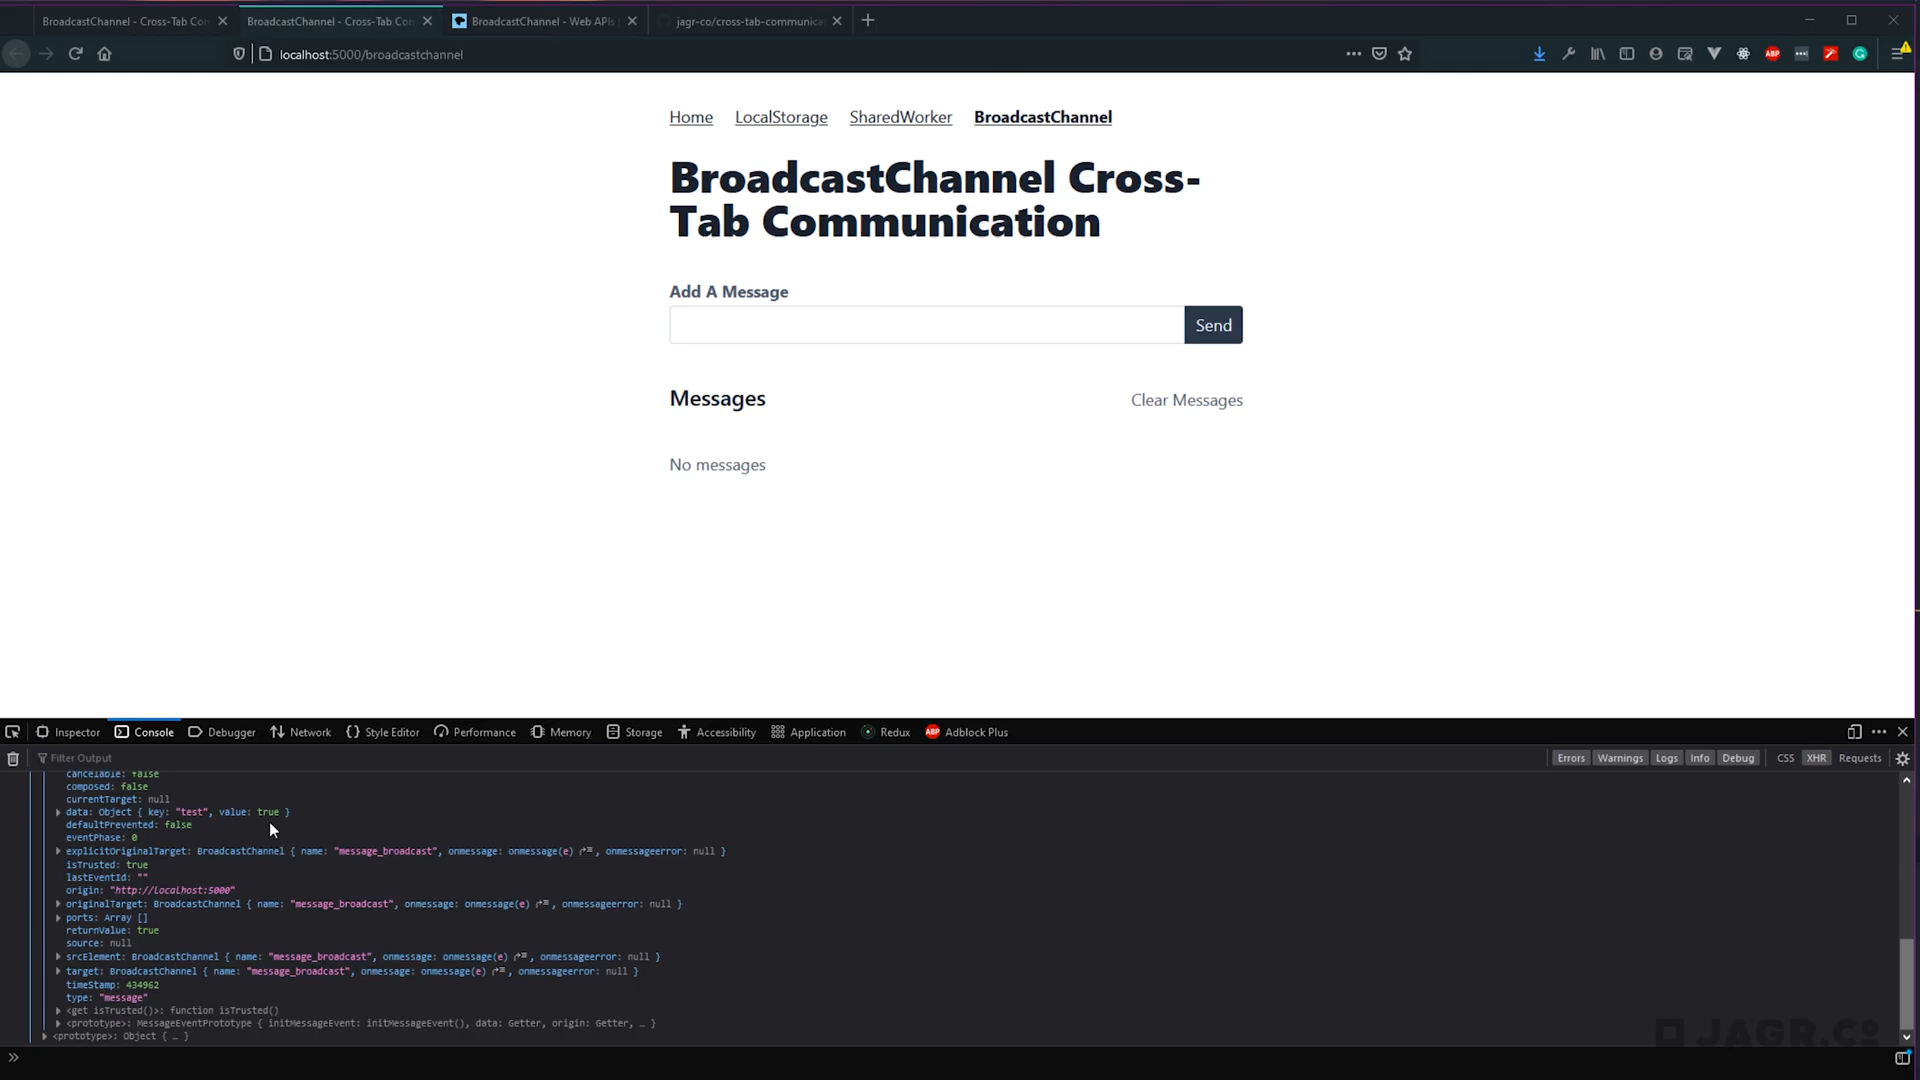 BroadcastChannel - Cross-Tab Con
BroadcastChannel - Cross-Tab Con
BroadcastChannel - Web APIs |
jagr-co/cross-tab-communica
localhost:5000/broadcastchannel
Home LocalStorage SharedWorker BroadcastChannel
BroadcastChannel Cross-
Tab Communication
Add A Message
Send
Messages
Clear Messages
No messages
Inspector Console Debugger Network Style Editor Performance Memory Storage Accessibility Application Redux ABP Adblock Plus
Filter Output
Errors Warnings Logs Info Debug CSS XHR Requests
cancelable: false
composed: false
currentTarget: null
data: Object { key: "test", value: true }
defaultPrevented: false
eventPhase: 0
explicitOriginalTarget: BroadcastChannel { name: "message_broadcast", onmessage: onmessage(e), onmessageerror: null }
isTrusted: true
lastEventId: ""
origin: "http://localhost:5000"
originalTarget: BroadcastChannel { name: "message_broadcast", onmessage: onmessage(e), onmessageerror: null }
ports: Array []
returnValue: true
source: null
srcElement: BroadcastChannel { name: "message_broadcast", onmessage: onmessage(e), onmessageerror: null }
target: BroadcastChannel { name: "message_broadcast", onmessage: onmessage(e), onmessageerror: null }
timeStamp: 434962
type: "message"
<get isTrusted()>: function isTrusted()
<prototype>: MessageEventPrototype { initMessageEvent: initMessageEvent(), data: Getter, origin: Getter, … }
<prototype>: Object { … }
JAGR.Co